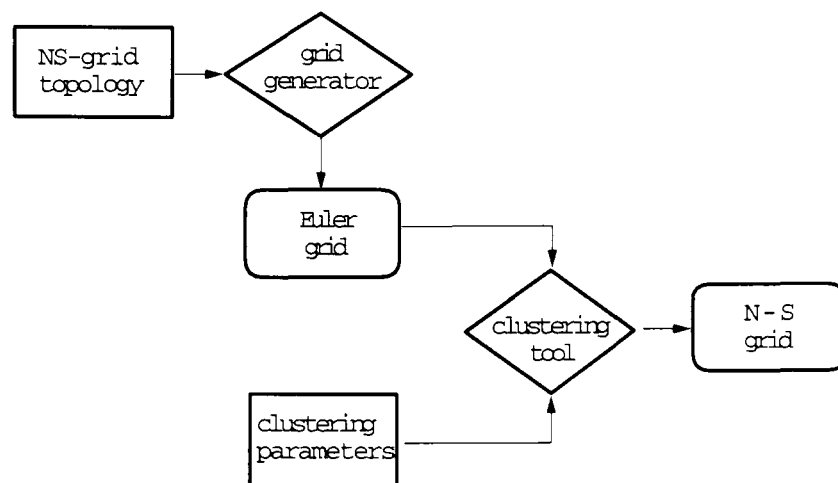 NS-grid
topology
grid
generator
Euler
grid
clustering
tool
N-S
grid
clustering
parameters